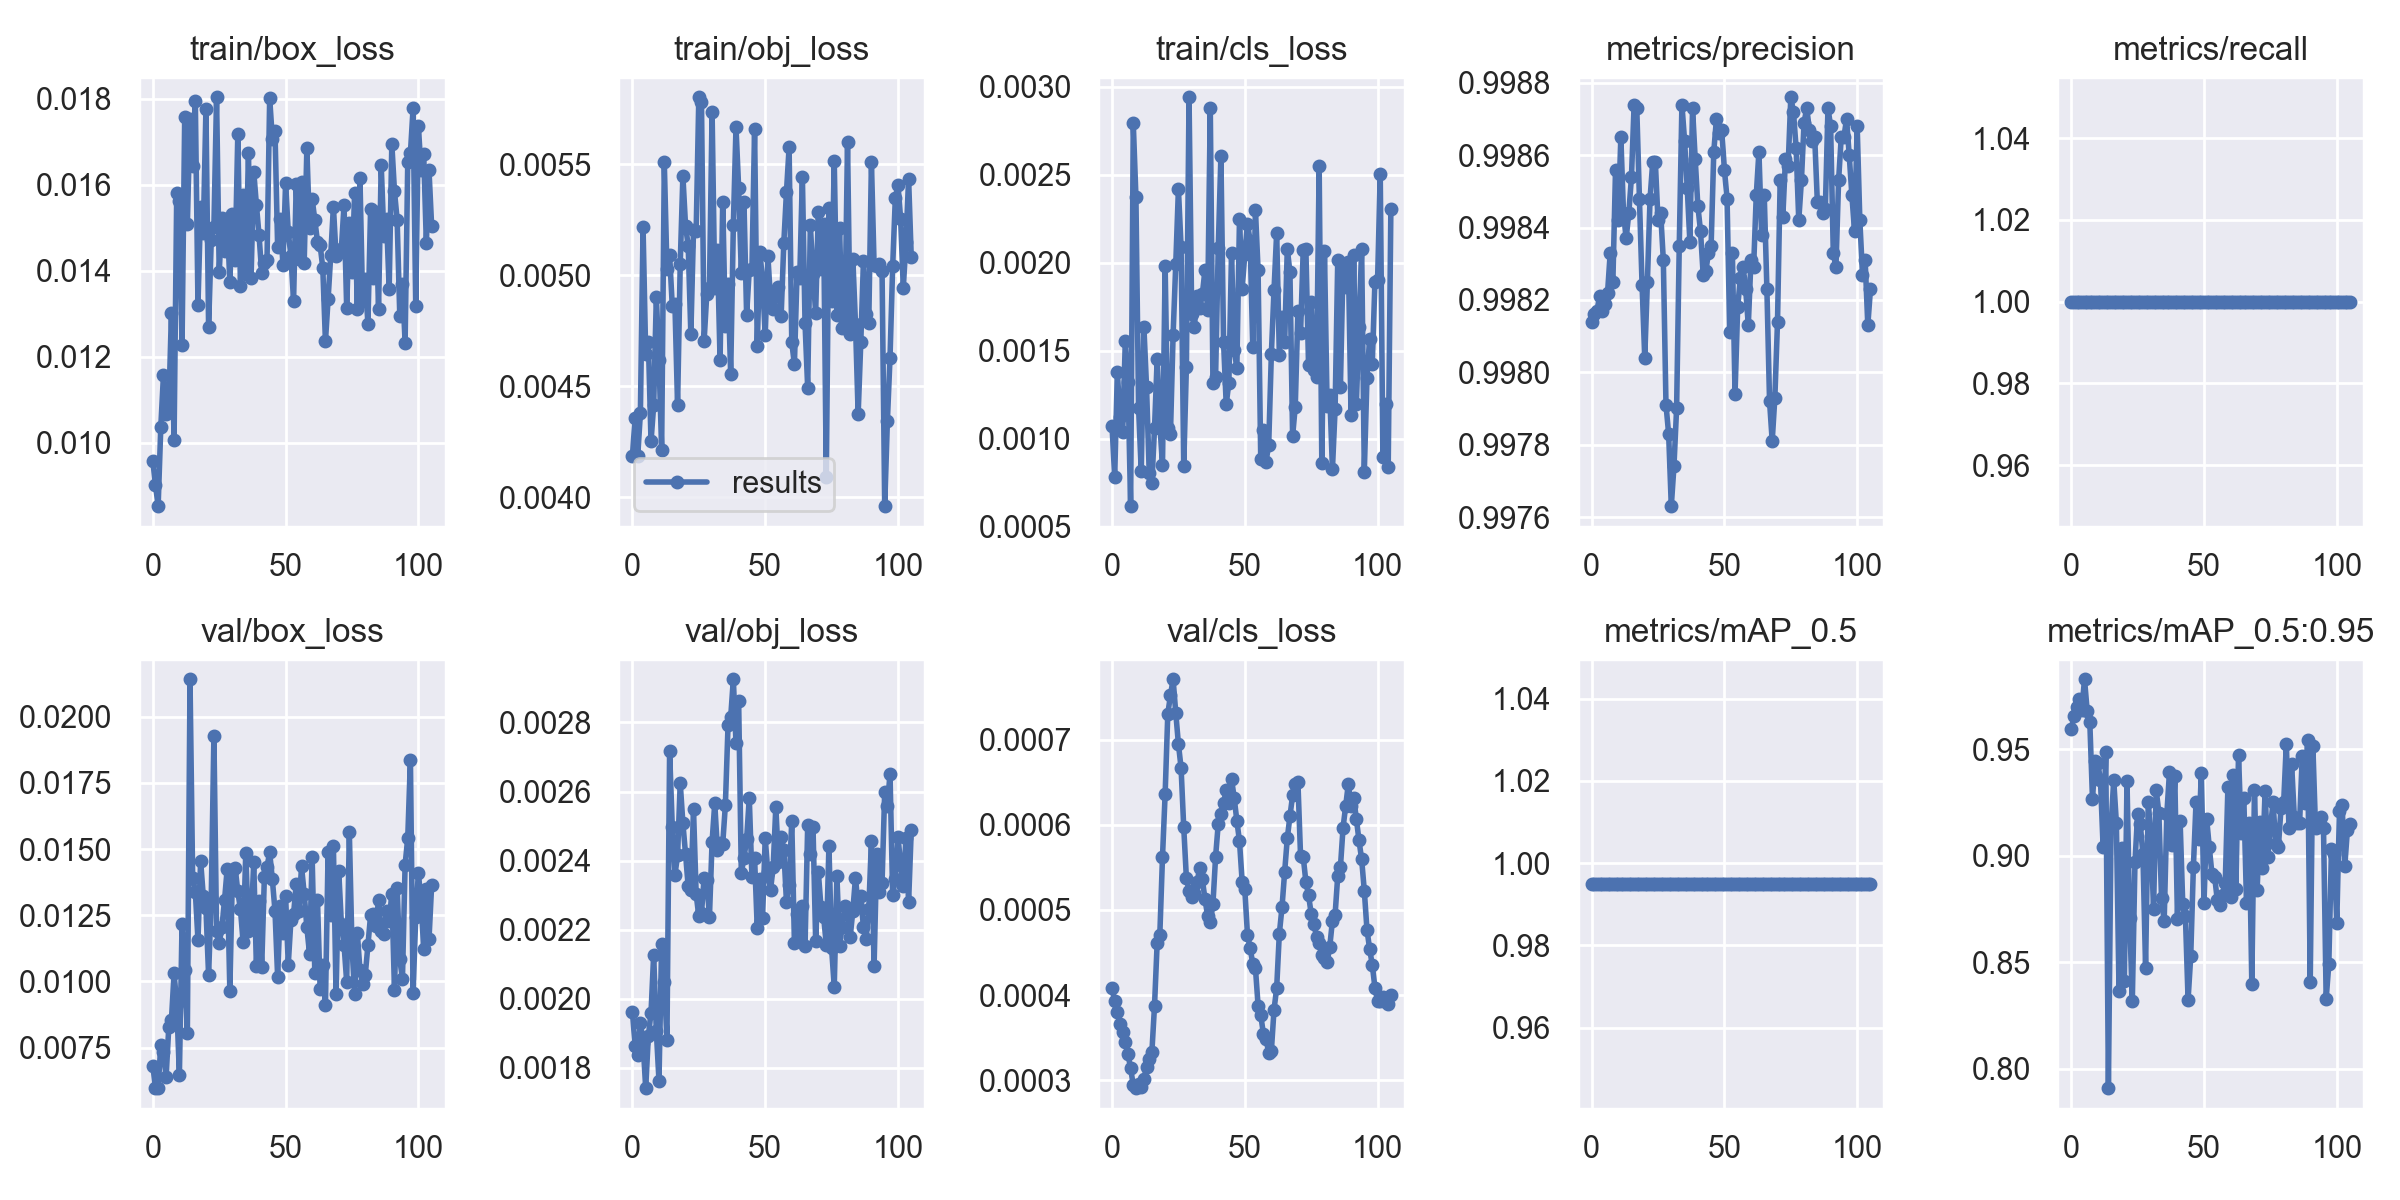 train/box_loss
train/obj_loss
train/cls_loss
metrics/precision
metrics/recall
0.018
0.016
0.014
0.012
0.010
0 50 100
0.0055
0.0050
0.0045
0.0040
results
0 50 100
0.0030
0.0025
0.0020
0.0015
0.0010
0.0005
0 50 100
0.9988
0.9986
0.9984
0.9982
0.9980
0.9978
0.9976
0 50 100
1.04
1.02
1.00
0.98
0.96
0 50 100
val/box_loss
val/obj_loss
val/cls_loss
metrics/mAP_0.5
metrics/mAP_0.5:0.95
0.0200
0.0175
0.0150
0.0125
0.0100
0.0075
0 50 100
0.0028
0.0026
0.0024
0.0022
0.0020
0.0018
0 50 100
0.0007
0.0006
0.0005
0.0004
0.0003
0 50 100
1.04
1.02
1.00
0.98
0.96
0 50 100
0.95
0.90
0.85
0.80
0 50 100